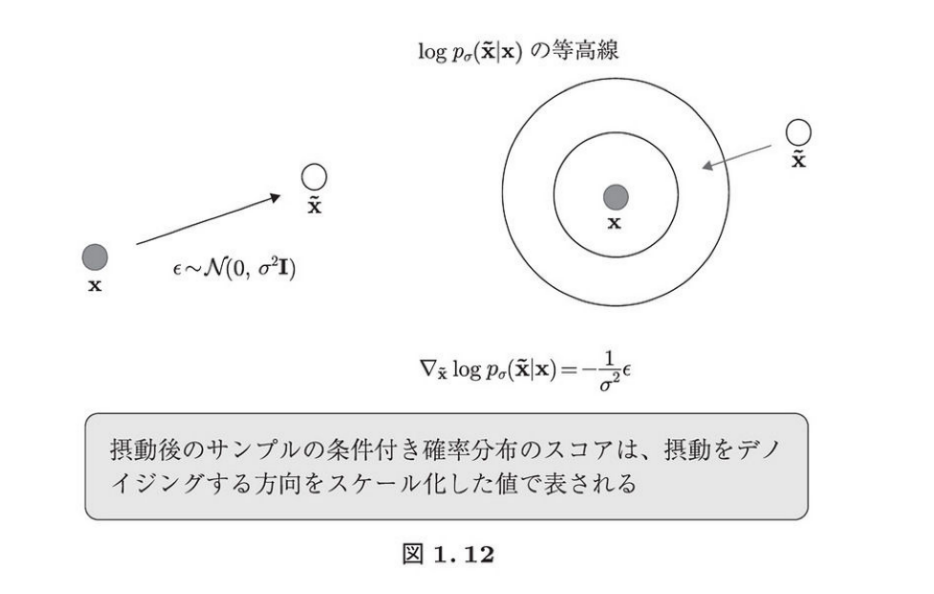 log p_σ(x̃|x) の等高線
x̃
x̃
x
x
ϵ∼𝒩(0, σ²I)
∇_x̃ log p_σ(x̃|x)=−1/σ² ϵ
摂動後のサンプルの条件付き確率分布のスコアは、摂動をデノ
イジングする方向をスケール化した値で表される
図 1.12